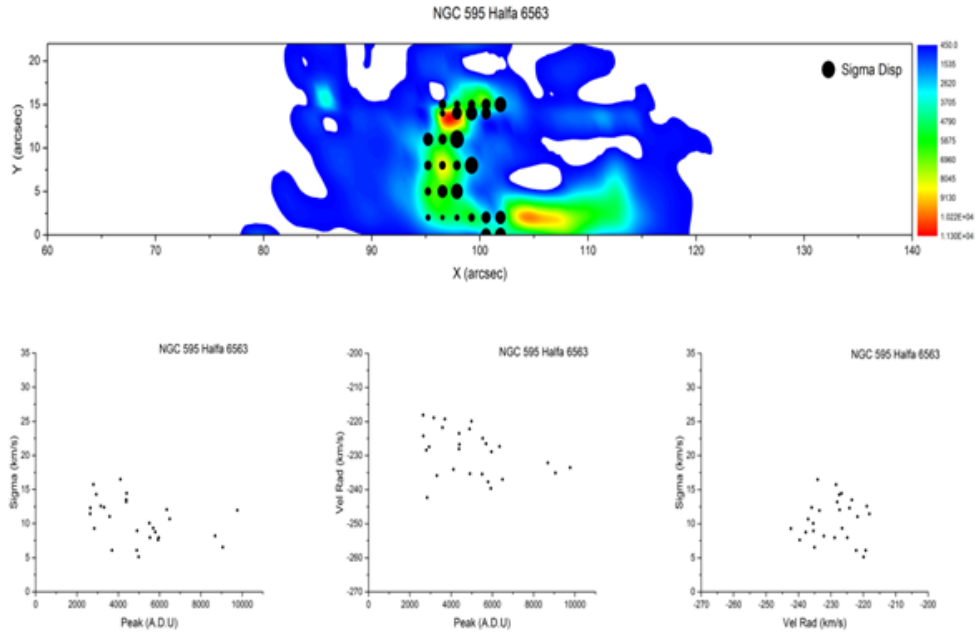 NGC 595 Halfa 6563
Y (arcsec)
20
15
10
5
0
60 70 80 90 100 110 120 130 140
X (arcsec)
Sigma Disp
450.0
1535
2620
3705
4790
5875
6960
8045
9130
1.022E+04
1.130E+04
NGC 595 Halfa 6563
Sigma (km/s)
35
30
25
20
15
10
5
0
0 2000 4000 6000 8000 10000
Peak (A.D.U)
NGC 595 Halfa 6563
Vel Rad (km/s)
-200
-210
-220
-230
-240
-250
-260
-270
0 2000 4000 6000 8000 10000
Peak (A.D.U)
NGC 595 Halfa 6563
Sigma (km/s)
35
30
25
20
15
10
5
0
-270 -260 -250 -240 -230 -220 -210 -200
Vel Rad (km/s)